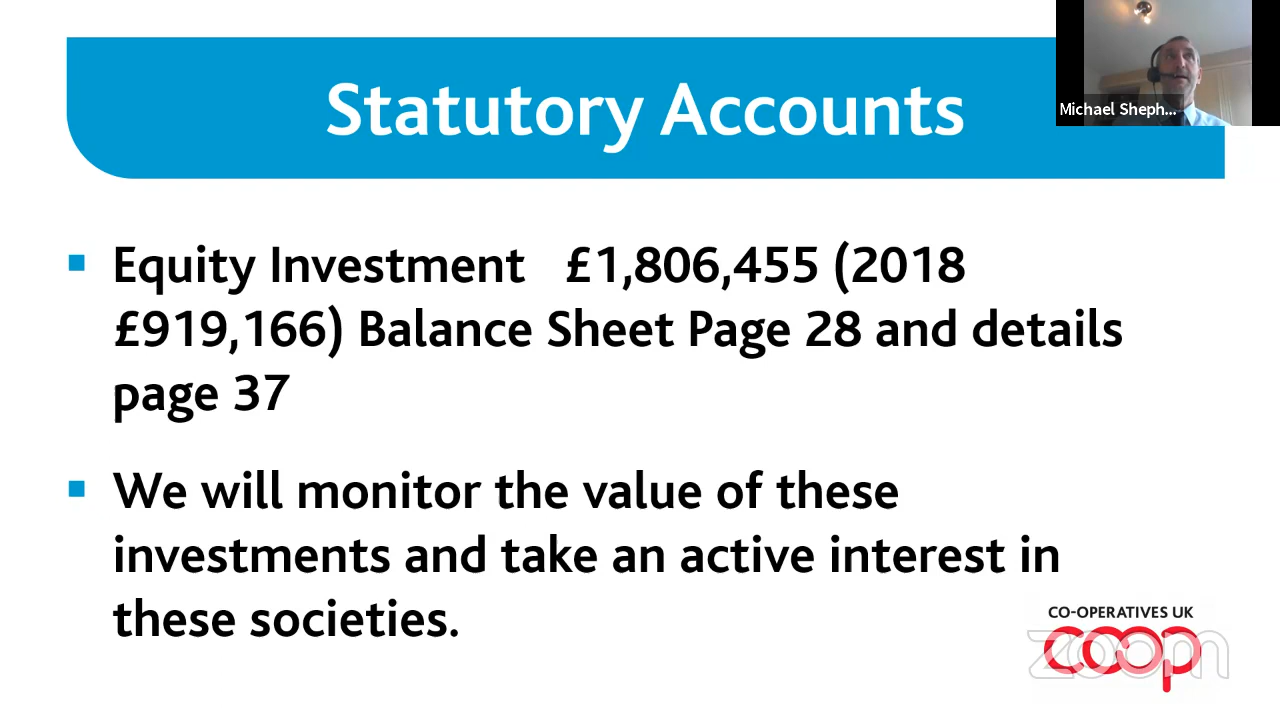 Statutory Accounts
Michael Sheph...
Equity Investment £1,806,455 (2018
£919,166) Balance Sheet Page 28 and details
page 37
We will monitor the value of these
investments and take an active interest in
these societies.
CO-OPERATIVES UK
coop
zoom